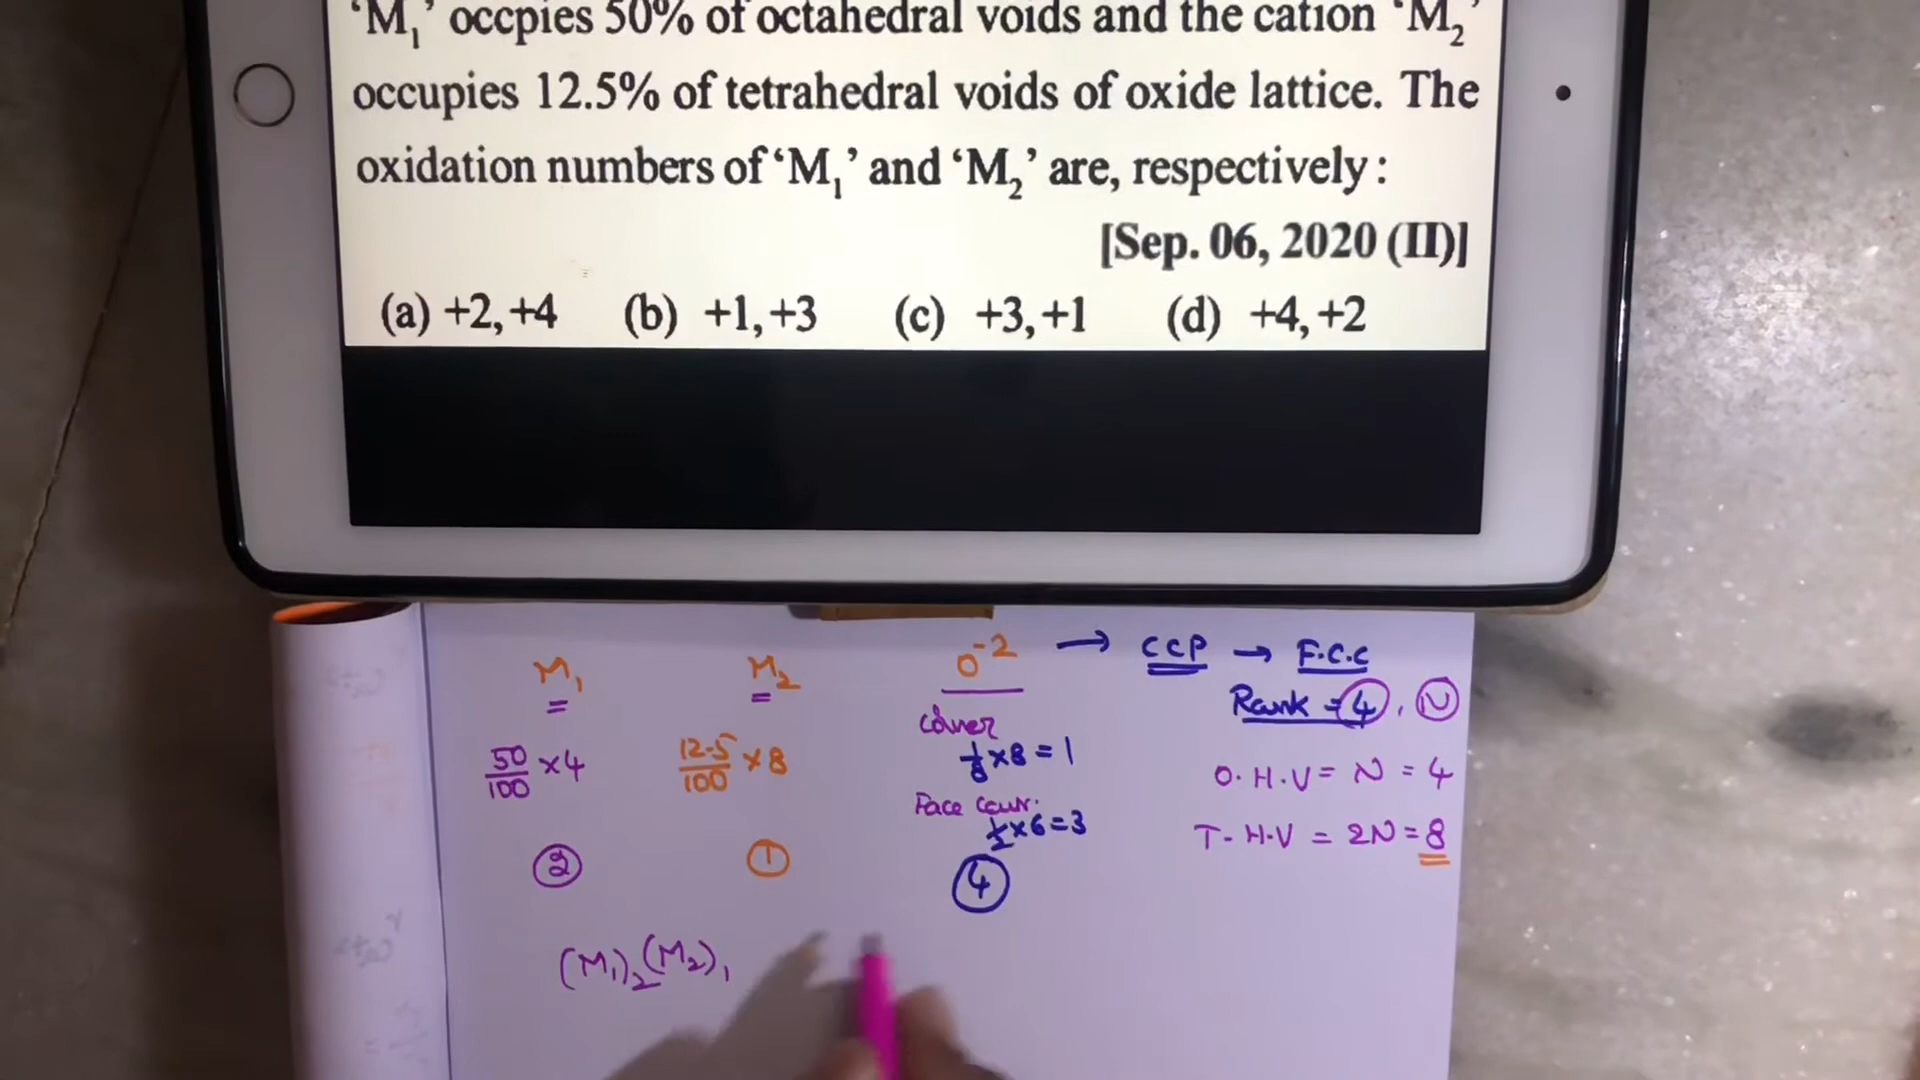 'M₁' occpies 50% of octahedral voids and the cation 'M₂'
occupies 12.5% of tetrahedral voids of oxide lattice. The
oxidation numbers of 'M₁' and 'M₂' are, respectively :
[Sep. 06, 2020 (II)]
(a) +2, +4 (b) +1, +3 (c) +3, +1 (d) +4, +2
M₁ M₂ O⁻² → CCP → F.C.C
Rank = 4, N
Corner
50/100 × 4 12.5/100 × 8 1/8 × 8 = 1 O.H.V = N = 4
Face
1/2 × 6 = 3 T-H.V = 2N = 8
2 1 4
(M₁)₂(M₂)₁